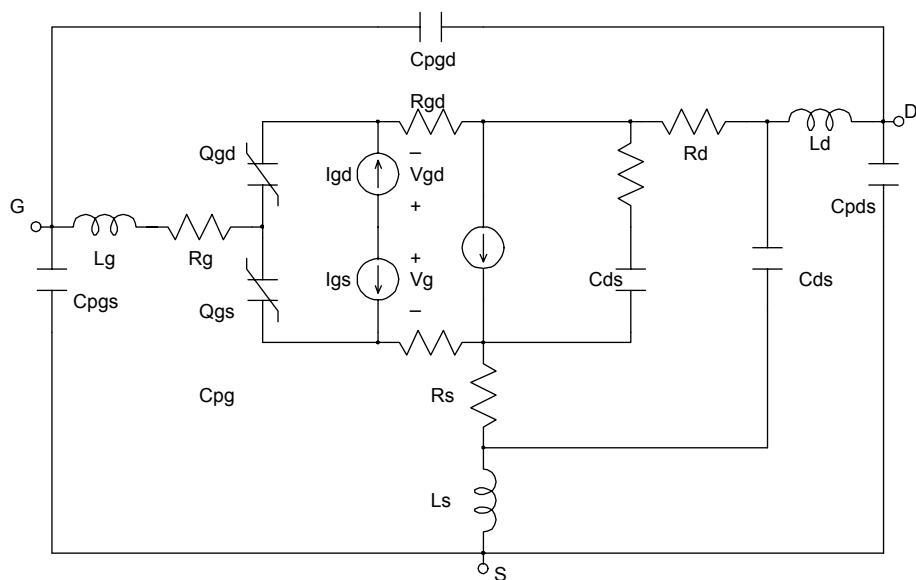 Cpgd
Rgd
Qgd
Igd
–
Vgd
+
Rd
Ld
D
Cpds
G
Lg
Rg
Cpgs
Qgs
Igs
+
Vg
–
Cds
Cds
Cpg
Rs
Ls
S